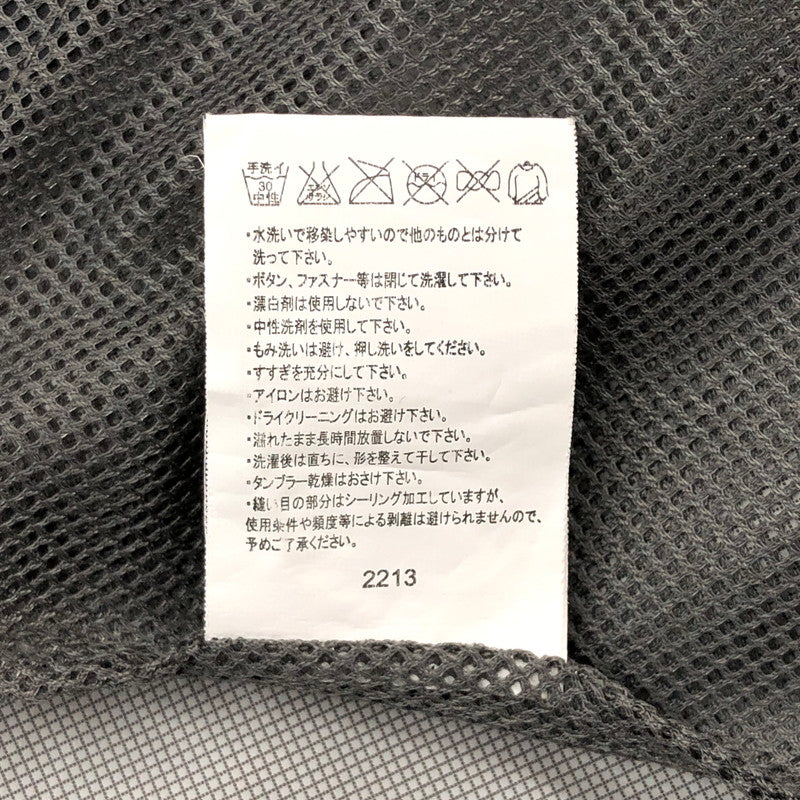 手洗イ
30
中性
エンソ
サラシ
ドライ
・水洗いで移染しやすいので他のものとは分けて
洗って下さい。
・ボタン、ファスナー等は閉じて洗濯して下さい。
・漂白剤は使用しないで下さい。
・中性洗剤を使用して下さい。
・もみ洗いは避け、押し洗いをしてください。
・すすぎを充分にして下さい。
・アイロンはお避け下さい。
・ドライクリーニングはお避け下さい。
・濡れたまま長時間放置しないで下さい。
・洗濯後は直ちに、形を整えて干して下さい。
・タンブラー乾燥はおさけ下さい。
・縫い目の部分はシーリング加工していますが、
使用条件や頻度等による剥離は避けられませんので、
予めご了承ください。
2213